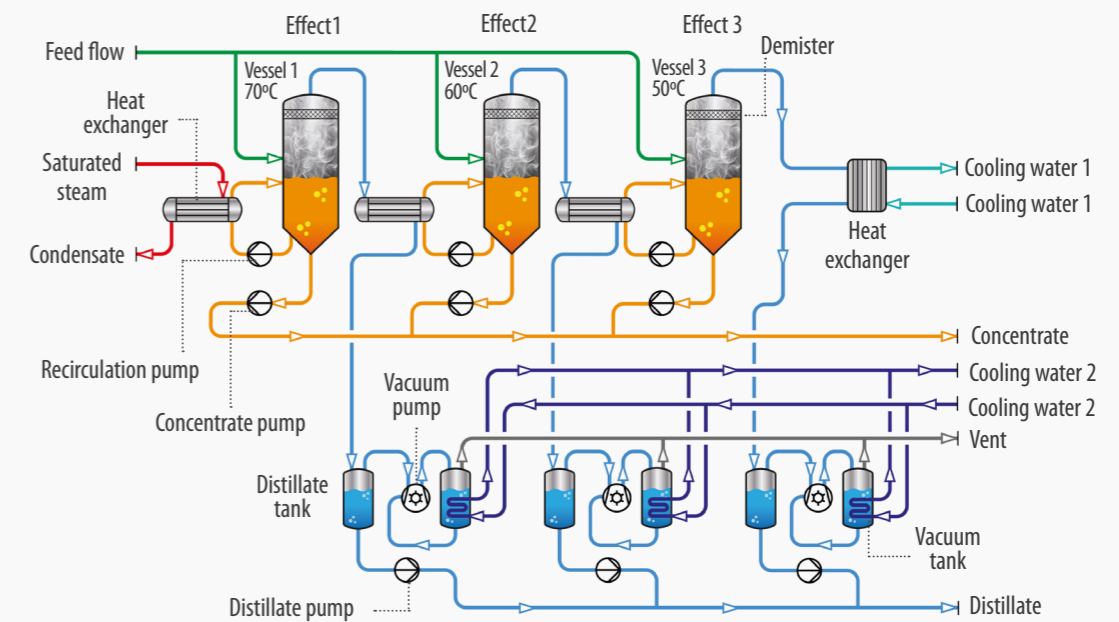 Effect1
Effect2
Effect 3
Feed flow
Demister
Vessel 1
70ºC
Vessel 2
60ºC
Vessel 3
50ºC
Heat
exchanger
Saturated
steam
Cooling water 1
Cooling water 1
Condensate
Heat
exchanger
Concentrate
Recirculation pump
Cooling water 2
Vacuum
pump
Cooling water 2
Concentrate pump
Vent
Distillate
tank
Vacuum
tank
Distillate pump
Distillate